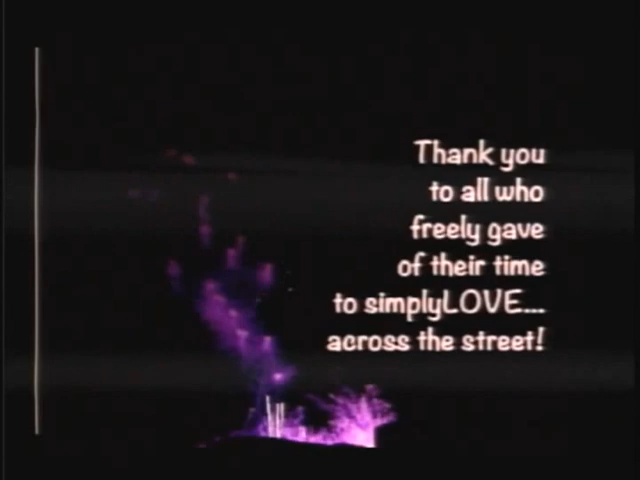 Thank you
to all who
freely gave
of their time
to simplyLOVE...
across the street!